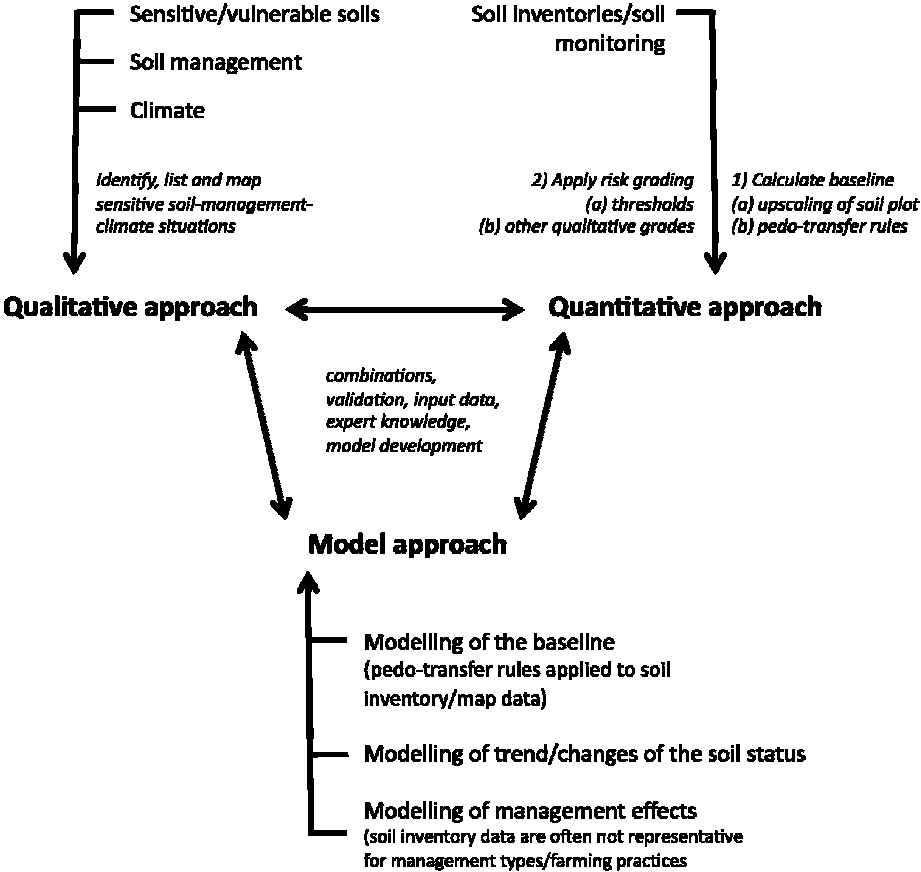 Sensitive/vulnerable soils
Soil management
Climate
Identify, list and map
sensitive soil-management-
climate situations
Soil inventories/soil
monitoring
2) Apply risk grading
(a) thresholds
(b) other qualitative grades
1) Calculate baseline
(a) upscaling of soil plot
(b) pedo-transfer rules
Qualitative approach
Quantitative approach
combinations,
validation, input data,
expert knowledge,
model development
Model approach
Modelling of the baseline
(pedo-transfer rules applied to soil
inventory/map data)
Modelling of trend/changes of the soil status
Modelling of management effects
(soil inventory data are often not representative
for management types/farming practices